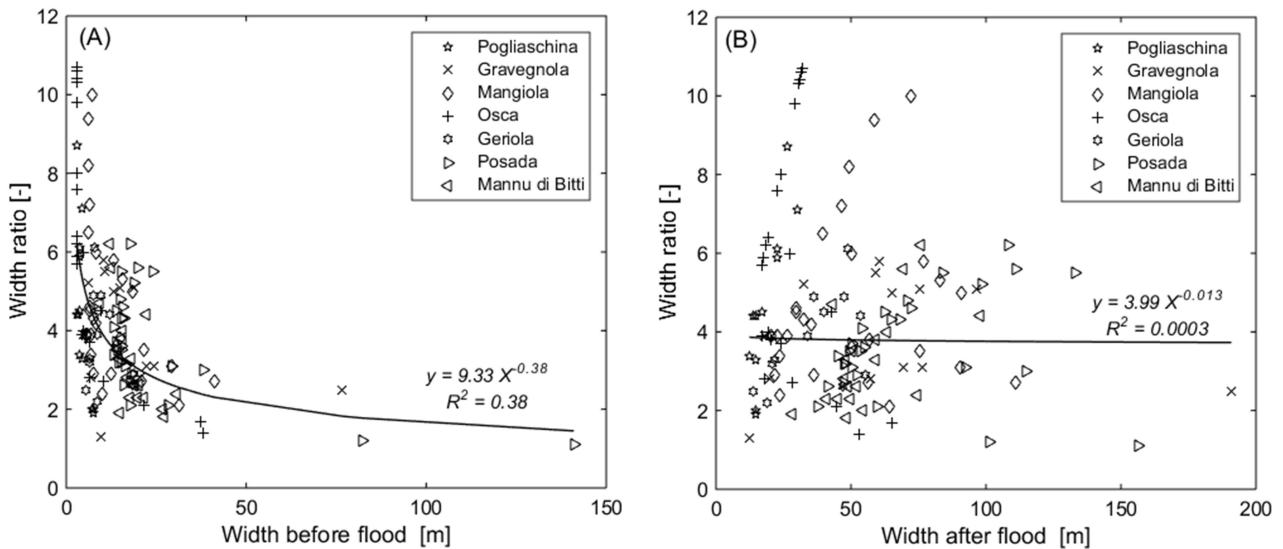 (A)
Pogliaschina
Gravegnola
Mangiola
Osca
Geriola
Posada
Mannu di Bitti
12
10
8
6
4
2
0
Width ratio [-]
y = 9.33 X^-0.38
R^2 = 0.38
0 50 100 150
Width before flood [m]
(B)
Pogliaschina
Gravegnola
Mangiola
Osca
Geriola
Posada
Mannu di Bitti
12
10
8
6
4
2
0
Width ratio [-]
y = 3.99 X^-0.013
R^2 = 0.0003
0 50 100 150 200
Width after flood [m]